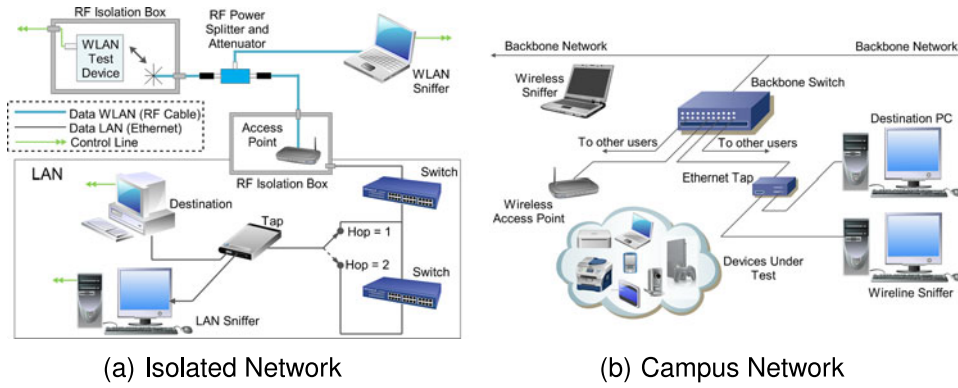 RF Isolation Box
WLAN
Test
Device
RF Power
Splitter and
Attenuator
WLAN
Sniffer
Data WLAN (RF Cable)
Data LAN (Ethernet)
Control Line
Access
Point
RF Isolation Box
LAN
Switch
Destination
Tap
Hop = 1
Hop = 2
Switch
LAN Sniffer
(a) Isolated Network
Backbone Network
Backbone Network
Wireless
Sniffer
Backbone Switch
Destination PC
To other users
To other users
Ethernet Tap
Wireless
Access Point
Devices Under
Test
Wireline Sniffer
(b) Campus Network